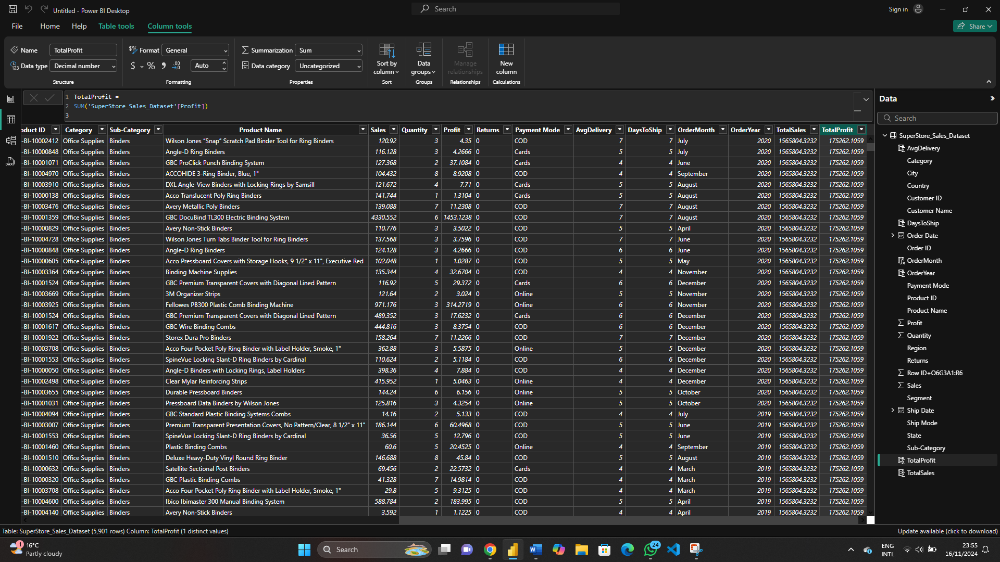 Untitled - Power BI Desktop
Search
Sign in
File Home Help Table tools Column tools
Share
Name TotalProfit
Format General
Summarization Sum
Data type Decimal number
$ % Auto
Data category Uncategorized
Sort by column
Data groups
Manage relationships
New column
Structure Formatting Properties Sort Groups Relationships Calculations
1 TotalProfit =
2 SUM('SuperStore_Sales_Dataset'[Profit])
3
oduct ID Category Sub-Category Product Name Sales Quantity Profit Returns Payment Mode AvgDelivery DaysToShip OrderMonth OrderYear TotalSales TotalProfit
-BI-10002412 Office Supplies Binders Wilson Jones “Snap” Scratch Pad Binder Tool for Ring Binders 120.92 3 4.35 0 COD 7 7 July 2020 1565804.3232 175262.1059
-BI-10000848 Office Supplies Binders Angle-D Ring Binders 116.128 3 4.2666 0 Cards 5 5 July 2020 1565804.3232 175262.1059
-BI-10001071 Office Supplies Binders GBC ProClick Punch Binding System 127.368 2 37.1084 0 Cards 4 4 June 2020 1565804.3232 175262.1059
-BI-10004970 Office Supplies Binders ACCOHIDE 3-Ring Binder, Blue, 1" 104.432 8 8.9208 0 COD 4 4 September 2020 1565804.3232 175262.1059
-BI-10003910 Office Supplies Binders DXL Angle-View Binders with Locking Rings by Samsill 121.672 4 7.71 0 Cards 5 5 August 2020 1565804.3232 175262.1059
-BI-10000138 Office Supplies Binders Acco Translucent Poly Ring Binders 141.744 1 1.3104 0 Cards 5 5 August 2020 1565804.3232 175262.1059
-BI-10003476 Office Supplies Binders Avery Metallic Poly Binders 139.088 7 11.2308 0 COD 7 7 August 2020 1565804.3232 175262.1059
-BI-10001359 Office Supplies Binders GBC DocuBind TL300 Electric Binding System 4330.552 6 1453.1238 0 COD 7 7 August 2020 1565804.3232 175262.1059
-BI-10000829 Office Supplies Binders Avery Non-Stick Binders 110.776 3 3.5022 0 COD 5 5 April 2020 1565804.3232 175262.1059
-BI-10004728 Office Supplies Binders Wilson Jones Turn Tabs Binder Tool for Ring Binders 137.568 3 3.7596 0 COD 7 7 June 2020 1565804.3232 175262.1059
-BI-10000848 Office Supplies Binders Angle-D Ring Binders 124.128 3 4.2666 0 COD 6 6 June 2020 1565804.3232 175262.1059
-BI-10000605 Office Supplies Binders Acco Pressboard Covers with Storage Hooks, 9 1/2" x 11", Executive Red 102.048 1 1.0287 0 COD 5 5 May 2020 1565804.3232 175262.1059
-BI-10003364 Office Supplies Binders Binding Machine Supplies 135.344 4 32.6704 0 COD 4 4 November 2020 1565804.3232 175262.1059
-BI-10001524 Office Supplies Binders GBC Premium Transparent Covers with Diagonal Lined Pattern 116.92 5 29.372 0 Cards 6 6 December 2020 1565804.3232 175262.1059
-BI-10003669 Office Supplies Binders 3M Organizer Strips 121.64 2 3.024 0 Online 5 5 November 2020 1565804.3232 175262.1059
-BI-10003925 Office Supplies Binders Fellowes PB300 Plastic Comb Binding Machine 971.176 3 314.2719 0 Online 6 6 November 2020 1565804.3232 175262.1059
-BI-10001524 Office Supplies Binders GBC Premium Transparent Covers with Diagonal Lined Pattern 489.352 3 17.6232 0 Cards 6 6 December 2020 1565804.3232 175262.1059
-BI-10001617 Office Supplies Binders GBC Wire Binding Combs 444.816 3 8.3754 0 COD 6 6 December 2020 1565804.3232 175262.1059
-BI-10001922 Office Supplies Binders Storex Dura Pro Binders 158.264 7 11.2266 0 COD 7 7 December 2020 1565804.3232 175262.1059
-BI-10003708 Office Supplies Binders Acco Four Pocket Poly Ring Binder with Label Holder, Smoke, 1" 362.88 3 5.5875 0 Online 5 5 December 2020 1565804.3232 175262.1059
-BI-10001553 Office Supplies Binders SpineVue Locking Slant-D Ring Binders by Cardinal 110.624 2 5.1184 0 COD 6 6 December 2020 1565804.3232 175262.1059
-BI-10000050 Office Supplies Binders Angle-D Binders with Locking Rings, Label Holders 398.36 4 7.884 0 COD 4 4 December 2020 1565804.3232 175262.1059
-BI-10002498 Office Supplies Binders Clear Mylar Reinforcing Strips 415.952 1 5.0463 0 Online 4 4 December 2020 1565804.3232 175262.1059
-BI-10003655 Office Supplies Binders Durable Pressboard Binders 144.24 6 6.156 0 Online 5 5 October 2020 1565804.3232 175262.1059
-BI-10001031 Office Supplies Binders Pressboard Data Binders by Wilson Jones 125.816 3 4.3254 0 Online 5 5 October 2020 1565804.3232 175262.1059
-BI-10004094 Office Supplies Binders GBC Standard Plastic Binding Systems Combs 14.16 2 5.133 0 COD 4 4 July 2019 1565804.3232 175262.1059
-BI-10003007 Office Supplies Binders Premium Transparent Presentation Covers, No Pattern/Clear, 8 1/2" x 11" 186.144 6 60.4968 0 COD 5 5 June 2019 1565804.3232 175262.1059
-BI-10001553 Office Supplies Binders SpineVue Locking Slant-D Ring Binders by Cardinal 36.56 5 12.796 0 COD 5 5 June 2019 1565804.3232 175262.1059
-BI-10001460 Office Supplies Binders Plastic Binding Combs 60.6 5 20.4525 0 Online 4 4 September 2019 1565804.3232 175262.1059
-BI-10001510 Office Supplies Binders Deluxe Heavy-Duty Vinyl Round Ring Binder 146.688 8 45.84 0 COD 5 5 August 2019 1565804.3232 175262.1059
-BI-10000632 Office Supplies Binders Satellite Sectional Post Binders 69.456 2 22.5732 0 Cards 4 4 March 2019 1565804.3232 175262.1059
-BI-10000320 Office Supplies Binders GBC Plastic Binding Combs 41.328 7 14.9814 0 COD 4 4 March 2019 1565804.3232 175262.1059
-BI-10003708 Office Supplies Binders Acco Four Pocket Poly Ring Binder with Label Holder, Smoke, 1" 29.8 5 9.3125 0 COD 4 4 March 2019 1565804.3232 175262.1059
-BI-10004600 Office Supplies Binders Ibico Ibimaster 300 Manual Binding System 588.784 2 183.995 0 COD 5 5 April 2019 1565804.3232 175262.1059
-BI-10004140 Office Supplies Binders Avery Non-Stick Binders 3.592 1 1.1225 0 COD 4 4 April 2019 1565804.3232 175262.1059
Data
Search
SuperStore_Sales_Dataset
AvgDelivery
Category
City
Country
Customer ID
Customer Name
DaysToShip
Order Date
Order ID
OrderMonth
OrderYear
Payment Mode
Product ID
Product Name
Profit
Quantity
Region
Returns
Row ID+O6G3A1:R6
Sales
Segment
Ship Date
Ship Mode
State
Sub-Category
TotalProfit
TotalSales
Table: SuperStore_Sales_Dataset (5,901 rows) Column: TotalProfit (1 distinct values)
Update available (click to download)
1
16°C
Partly cloudy
Search
24
ENG
INTL
23:55
16/11/2024